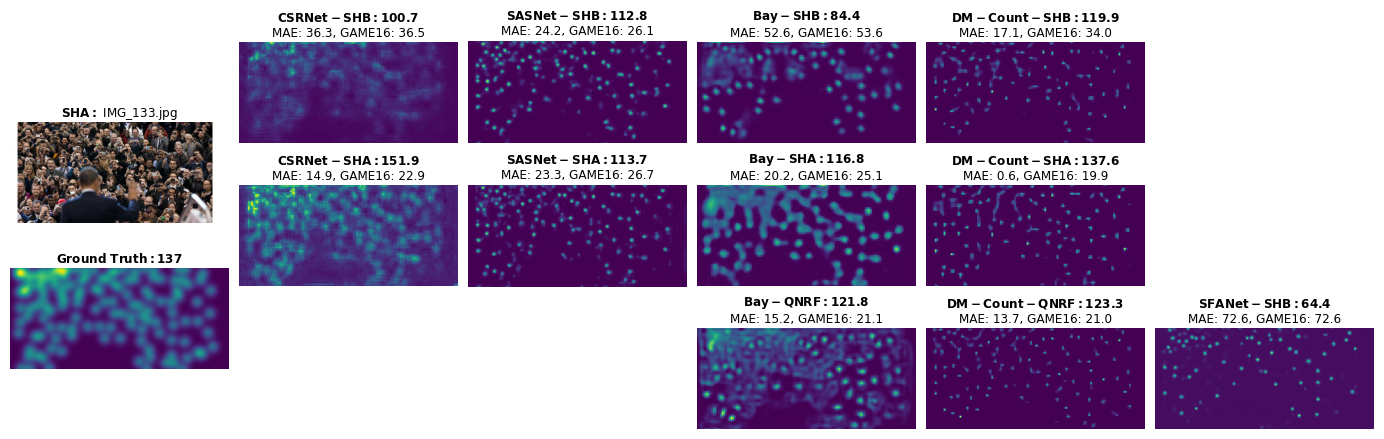 CSRNet−SHB: 100.7
MAE: 36.3, GAME16: 36.5
SASNet−SHB: 112.8
MAE: 24.2, GAME16: 26.1
Bay−SHB: 84.4
MAE: 52.6, GAME16: 53.6
DM−Count−SHB: 119.9
MAE: 17.1, GAME16: 34.0
SHA: IMG_133.jpg
CSRNet−SHA: 151.9
MAE: 14.9, GAME16: 22.9
SASNet−SHA: 113.7
MAE: 23.3, GAME16: 26.7
Bay−SHA: 116.8
MAE: 20.2, GAME16: 25.1
DM−Count−SHA: 137.6
MAE: 0.6, GAME16: 19.9
Ground Truth: 137
Bay−QNRF: 121.8
MAE: 15.2, GAME16: 21.1
DM−Count−QNRF: 123.3
MAE: 13.7, GAME16: 21.0
SFANet−SHB: 64.4
MAE: 72.6, GAME16: 72.6